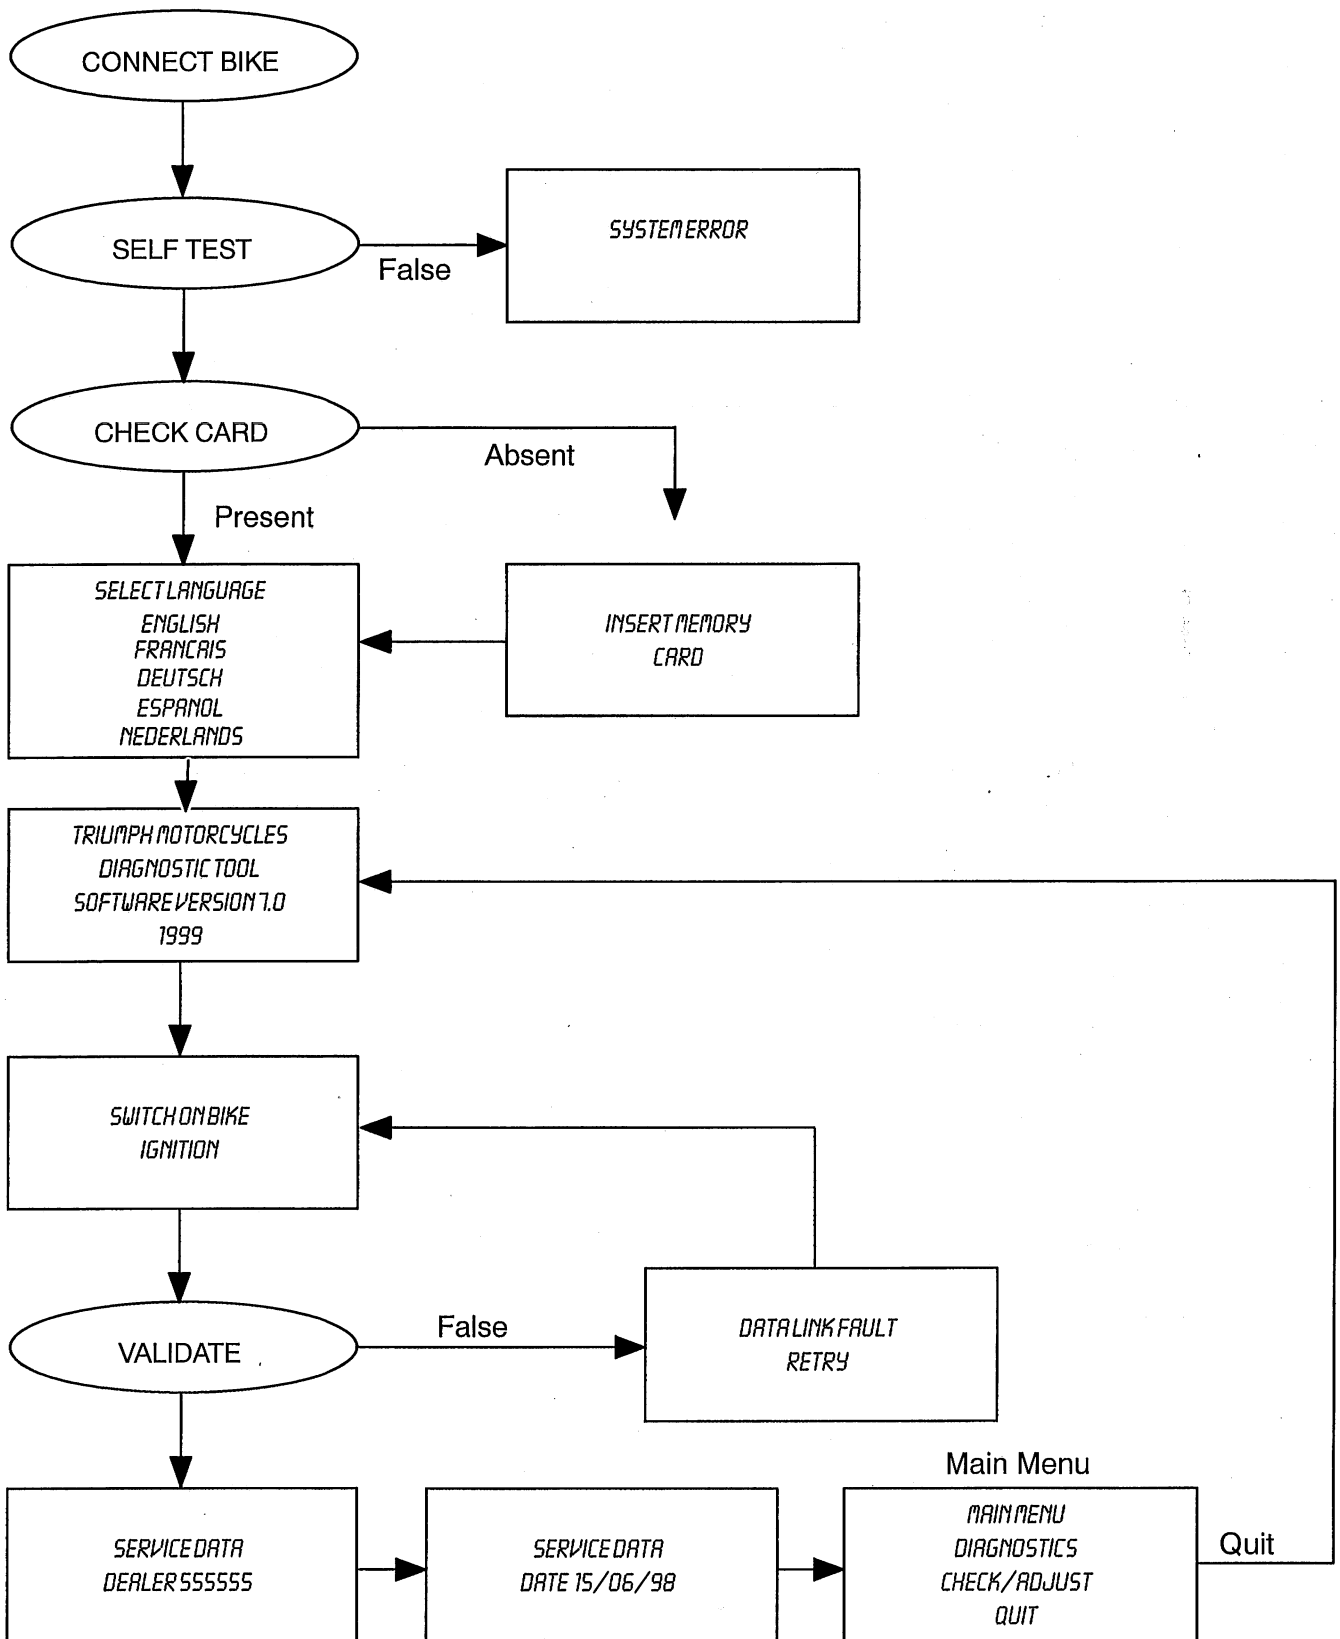 CONNECT BIKE
SELF TEST
False
SYSTEM ERROR
CHECK CARD
Absent
Present
SELECT LANGUAGE
ENGLISH
FRANCAIS
DEUTSCH
ESPANOL
NEDERLANDS
INSERT MEMORY
CARD
TRIUMPH MOTORCYCLES
DIAGNOSTIC TOOL
SOFTWARE VERSION 7.0
1999
SWITCH ON BIKE
IGNITION
VALIDATE
False
DATA LINK FAULT
RETRY
SERVICE DATA
DEALER 555555
SERVICE DATA
DATE 15/06/98
Main Menu
MAIN MENU
DIAGNOSTICS
CHECK/ADJUST
QUIT
Quit